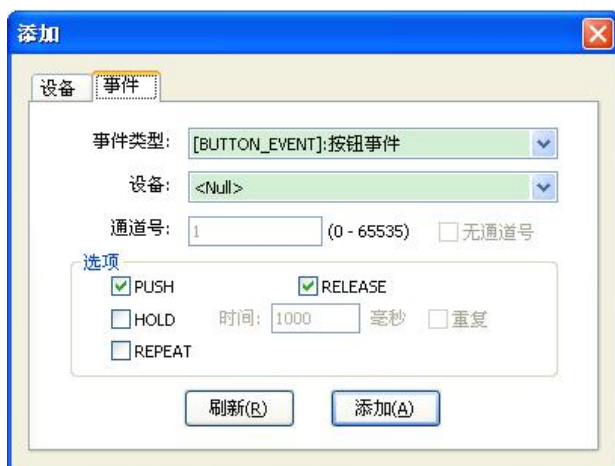 添加
设备 事件
事件类型: [BUTTON_EVENT]:按钮事件
设备: <Null>
通道号: 1 (0 - 65535) 无通道号
选项
PUSH RELEASE
HOLD 时间: 1000 毫秒 重复
REPEAT
刷新(R) 添加(A)